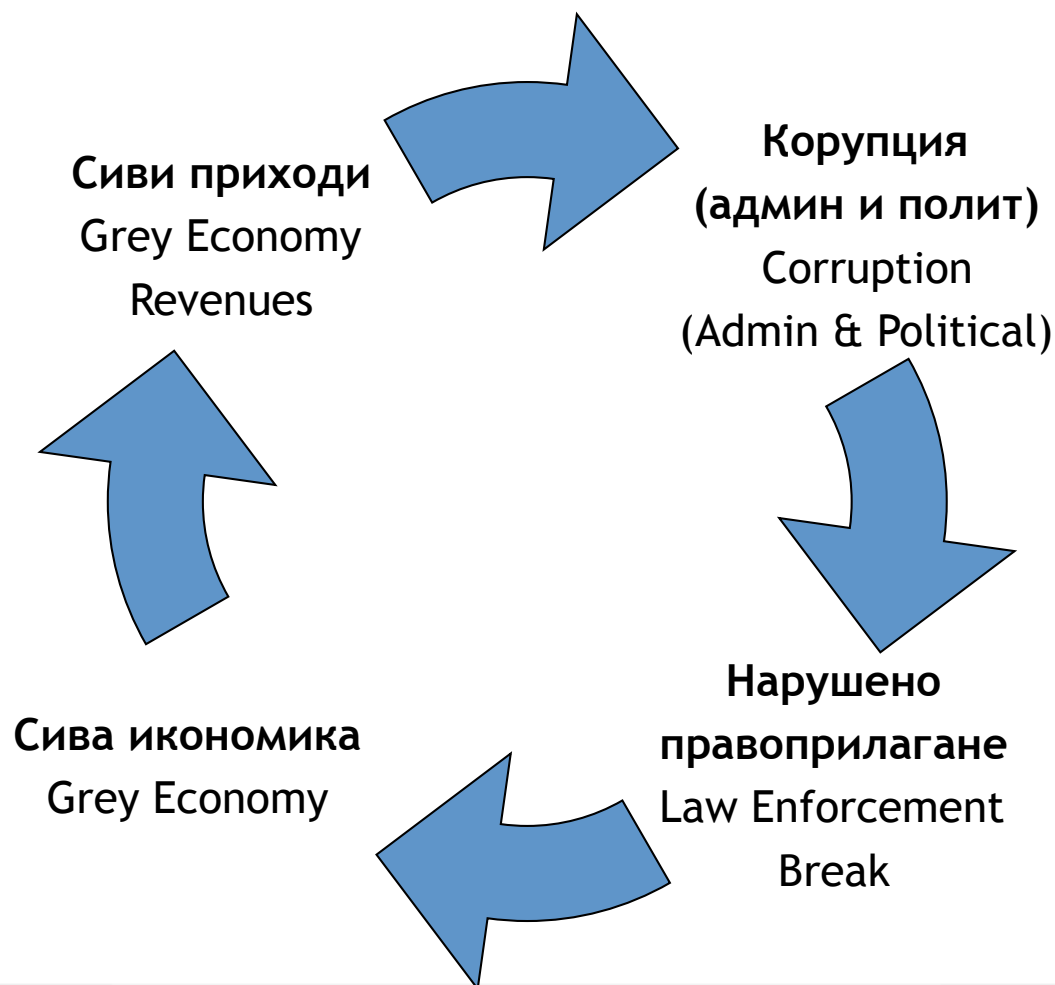 Сиви приходи
Grey Economy
Revenues
Корупция
(админ и полит)
Corruption
(Admin & Political)
Нарушено
правоприлагане
Law Enforcement
Break
Сива икономика
Grey Economy